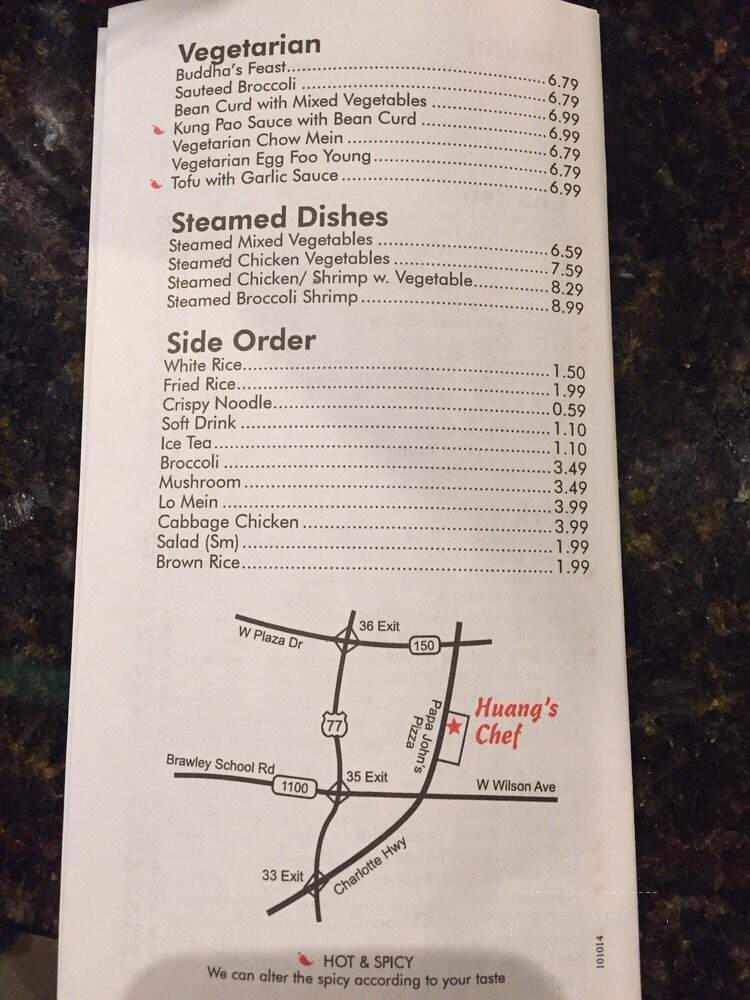 Vegetarian
Buddha's Feast 6.79
Sauteed Broccoli 6.79
Bean Curd with Mixed Vegetables 6.99
Kung Pao Sauce with Bean Curd 6.99
Vegetarian Chow Mein 6.79
Vegetarian Egg Foo Young 6.79
Tofu with Garlic Sauce 6.99
Steamed Dishes
Steamed Mixed Vegetables 6.59
Steamed Chicken Vegetables 7.59
Steamed Chicken/ Shrimp w. Vegetable 8.29
Steamed Broccoli Shrimp 8.99
Side Order
White Rice 1.50
Fried Rice 1.99
Crispy Noodle 0.59
Soft Drink 1.10
Ice Tea 1.10
Broccoli 3.49
Mushroom 3.49
Lo Mein 3.99
Cabbage Chicken 3.99
Salad (Sm) 1.99
Brown Rice 1.99
36 Exit
W Plaza Dr
150
77
Papa John's
Pizza
Huang's
Chef
Brawley School Rd
1100
35 Exit
W Wilson Ave
33 Exit
Charlotte Hwy
HOT & SPICY
We can alter the spicy according to your taste
101014